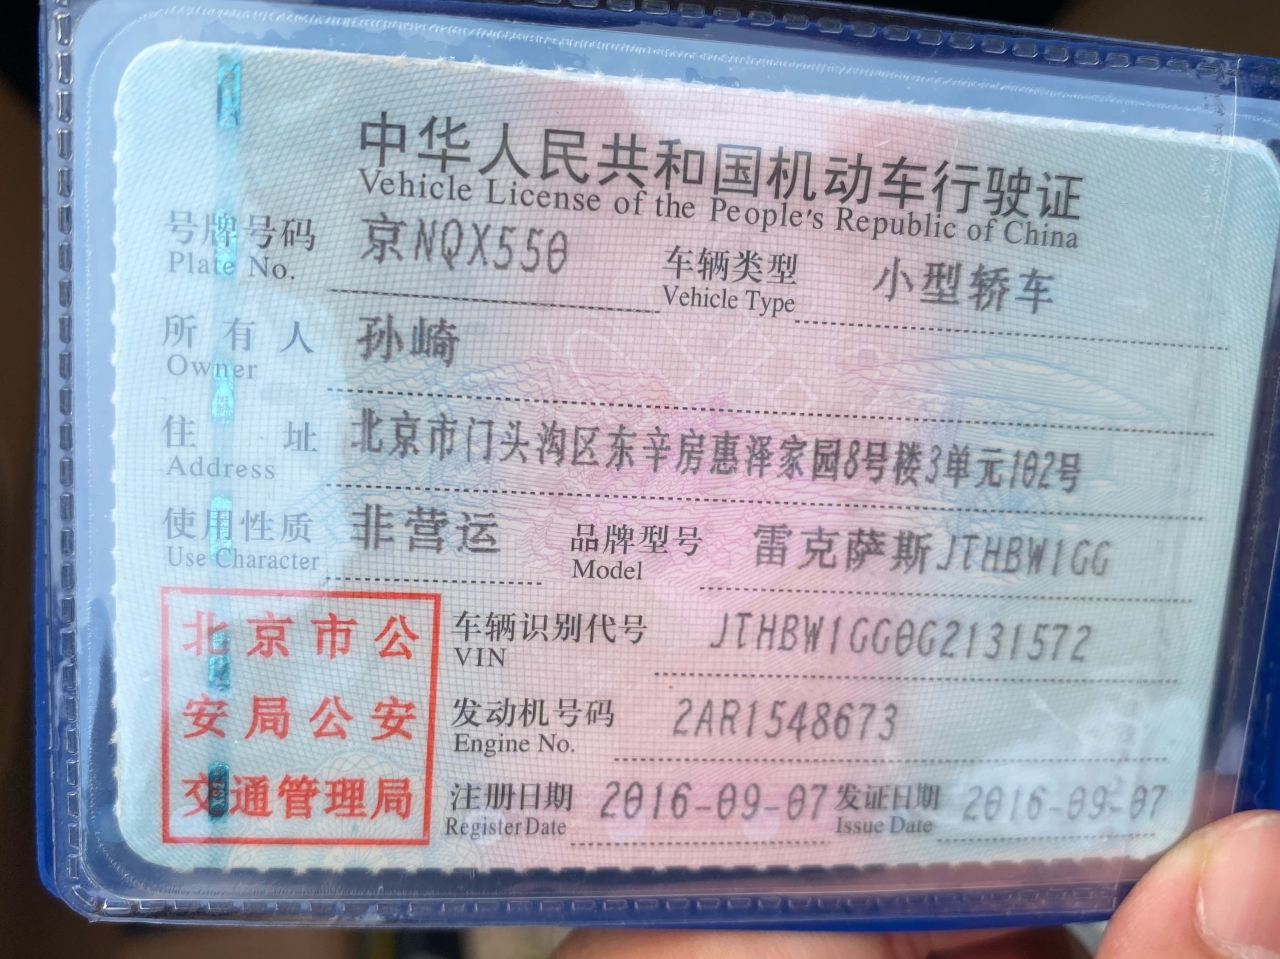 中华人民共和国机动车行驶证
Vehicle License of the People's Republic of China
号牌号码 京NQX550 车辆类型 小型轿车
Plate No. Vehicle Type
所有人 孙崎
Owner
住址 北京市门头沟区东辛房惠泽家园8号楼3单元102号
Address
使用性质 非营运 品牌型号 雷克萨斯JTHBW1GG
Use Character Model
北京市公
安局公安
交通管理局
车辆识别代号 JTHBW1GG0G2131572
VIN
发动机号码 2AR1548673
Engine No.
注册日期 2016-09-07 发证日期 2016-09-07
Register Date Issue Date